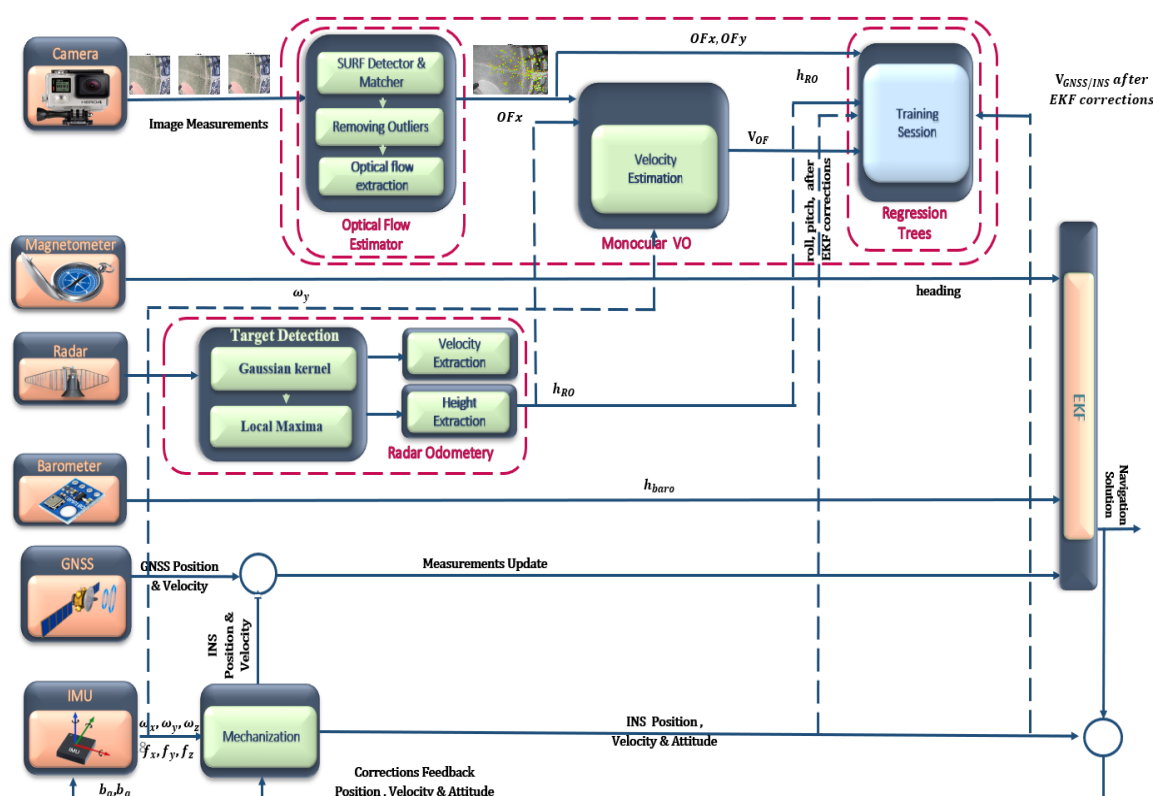 Camera
Image Measurements
SURF Detector &
Matcher
Removing Outliers
Optical flow
extraction
Optical Flow
Estimator
OFx
OFx, OFy
h_RO
Velocity
Estimation
Monocular VO
V_OF
roll, pitch, after
EKF corrections
Training
Session
Regression
Trees
V_GNSS/INS after
EKF corrections
Magnetometer
ω_y
heading
Radar
Target Detection
Gaussian kernel
Local Maxima
Velocity
Extraction
Height
Extraction
h_RO
Radar Odometery
EKF
Barometer
h_baro
Navigation
Solution
GNSS
GNSS Position
& Velocity
Measurements Update
INS
Position &
Velocity
IMU
IMU
ω_x, ω_y, ω_z
f_x, f_y, f_z
Mechanization
INS Position ,
Velocity & Attitude
Corrections Feedback
Position , Velocity & Attitude